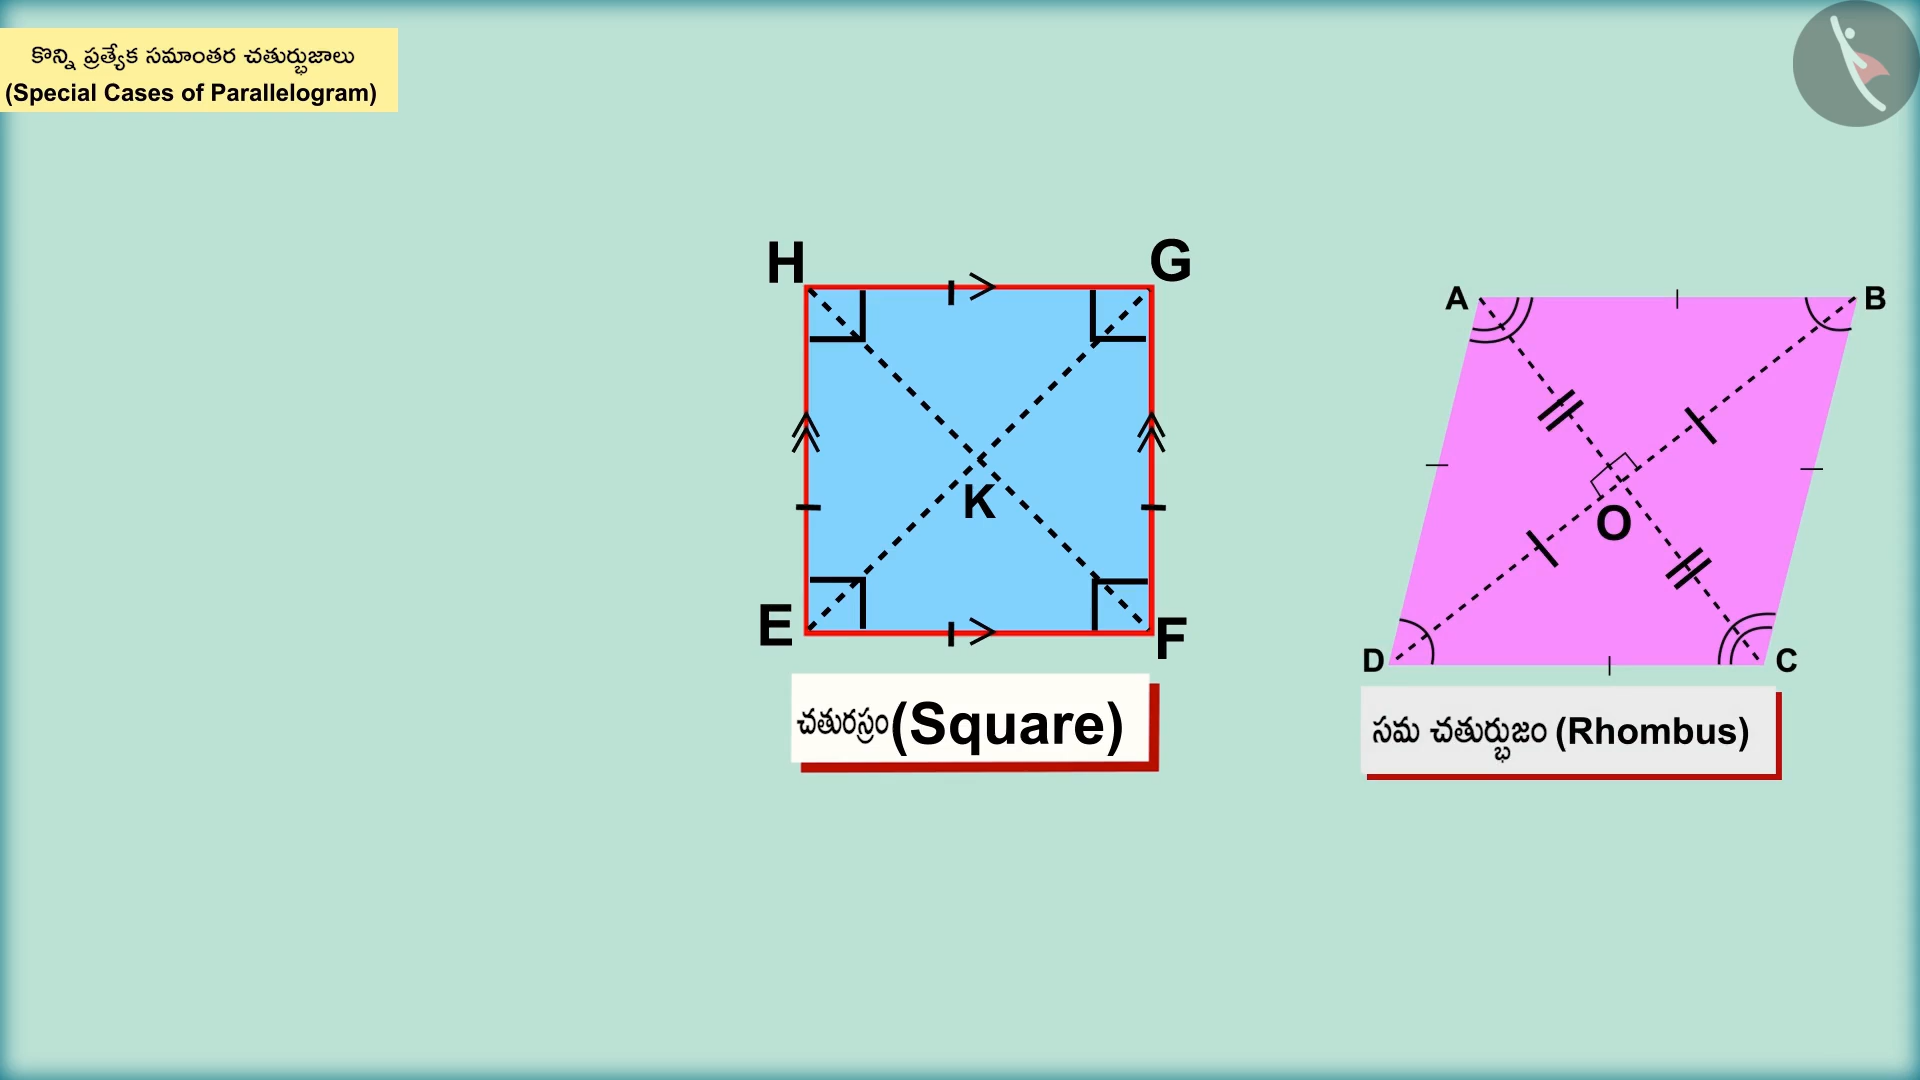 కొన్ని ప్రత్యేక సమాంతర చతుర్భుజాలు
(Special Cases of Parallelogram)
H
G
K
E
F
చతురస్రం(Square)
A
B
O
D
C
సమ చతుర్భుజం (Rhombus)